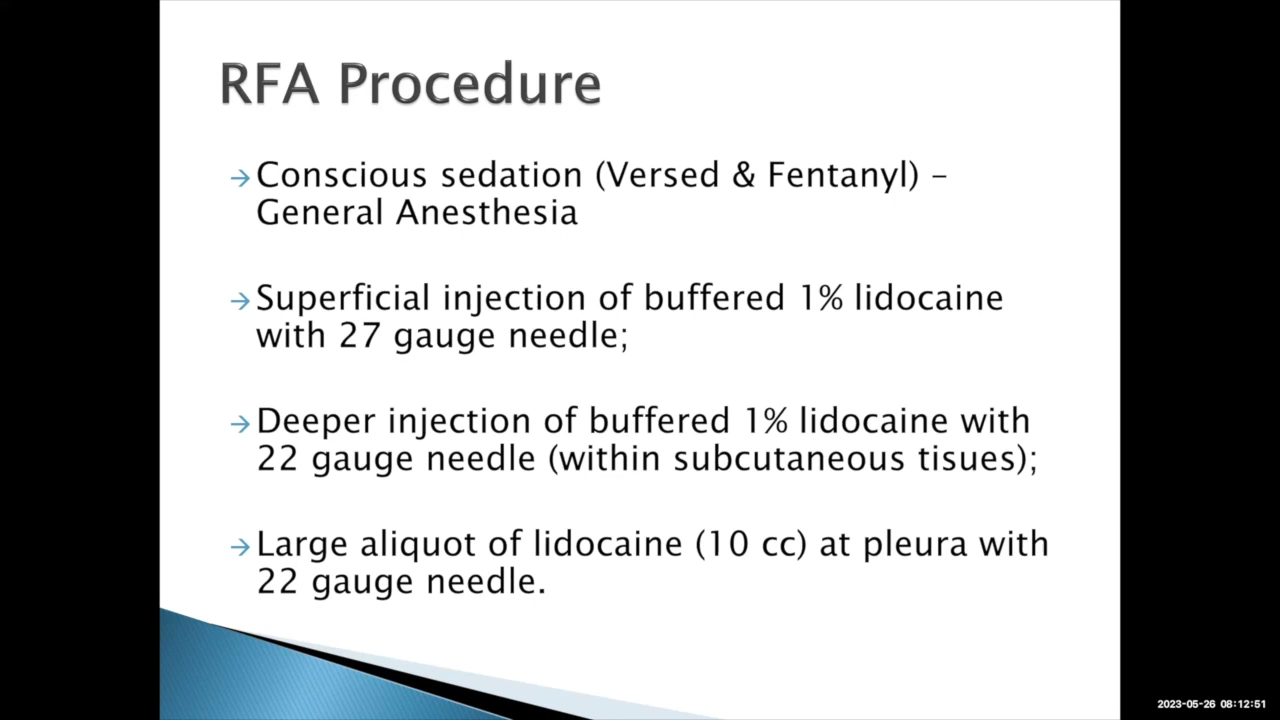 RFA Procedure
→Conscious sedation (Versed & Fentanyl) –
General Anesthesia
→Superficial injection of buffered 1% lidocaine
with 27 gauge needle;
→Deeper injection of buffered 1% lidocaine with
22 gauge needle (within subcutaneous tisues);
→Large aliquot of lidocaine (10 cc) at pleura with
22 gauge needle.
2023-05-26 08:12:51